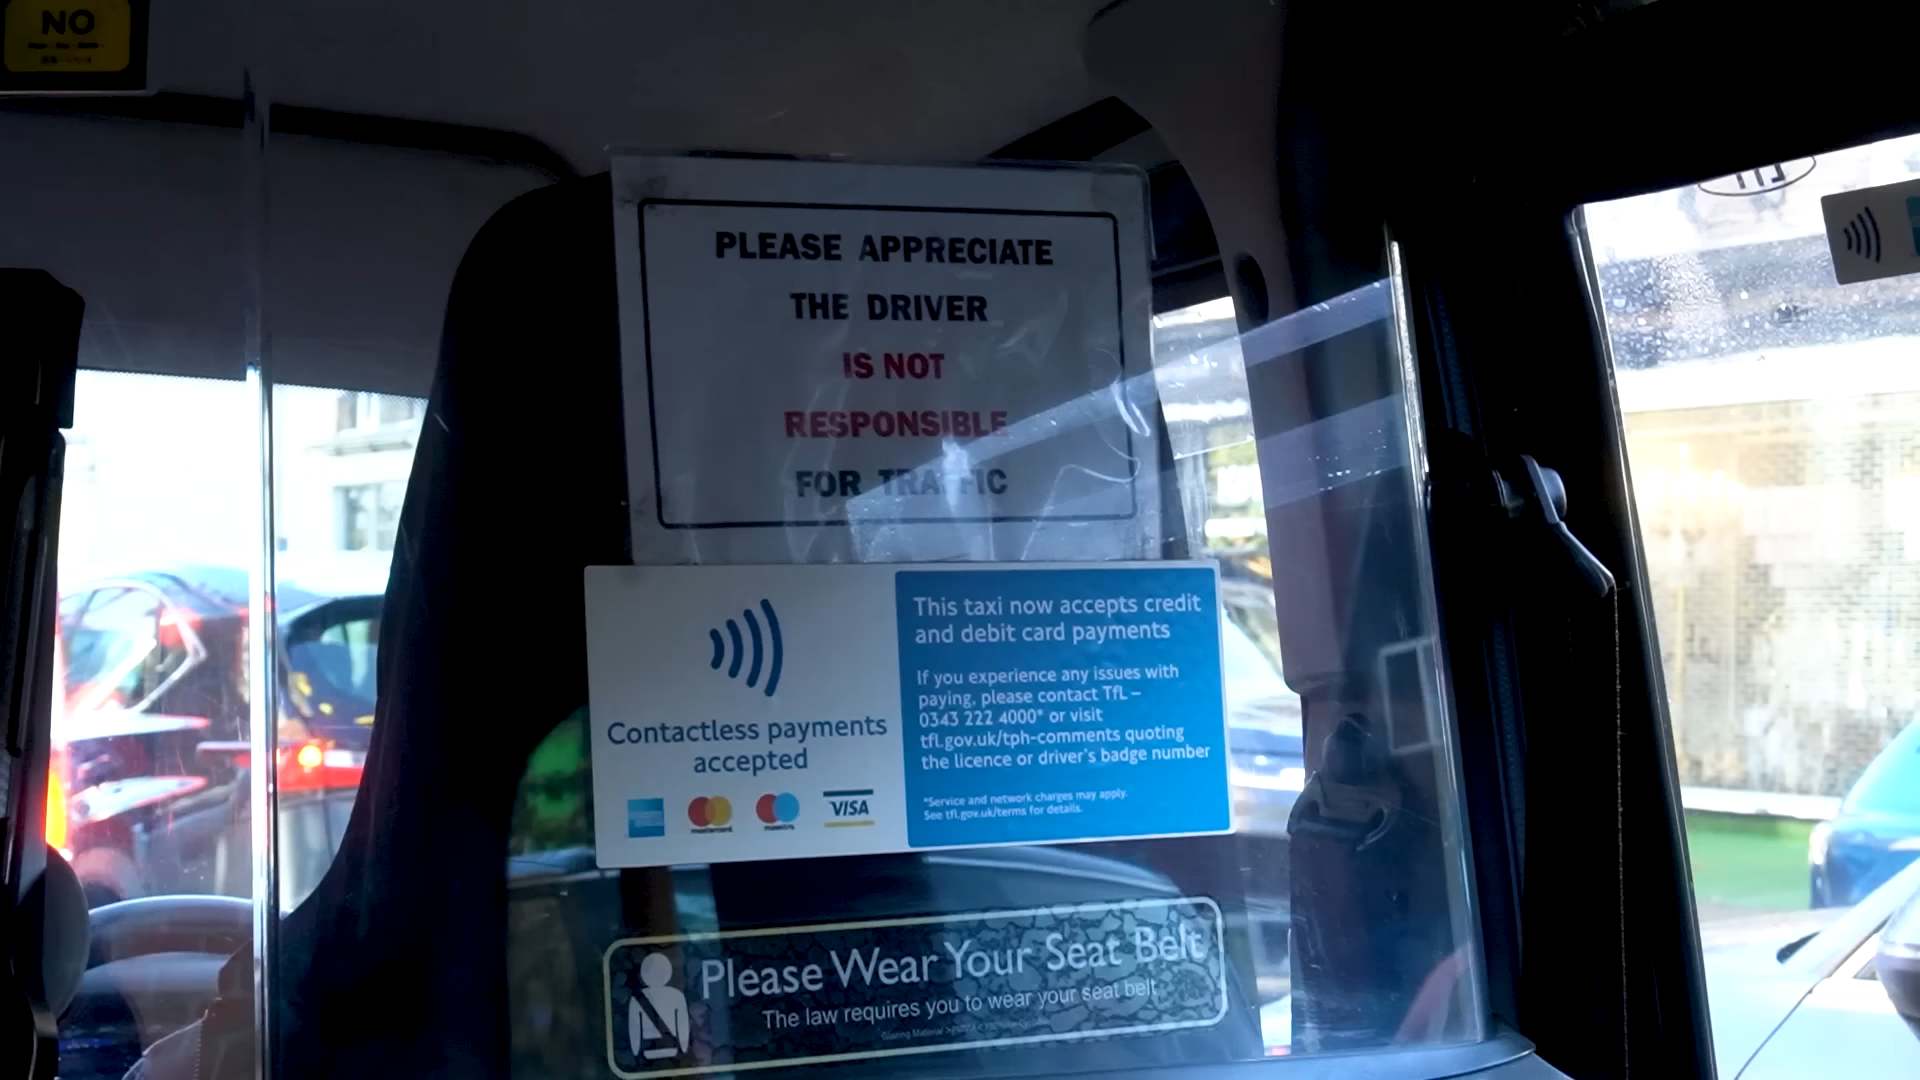 NO
PLEASE APPRECIATE
THE DRIVER
IS NOT
RESPONSIBLE
FOR TRAFFIC
Contactless payments
accepted
mastercard
maestro
VISA
This taxi now accepts credit
and debit card payments
If you experience any issues with
paying, please contact TfL –
0343 222 4000* or visit
tfl.gov.uk/tph-comments quoting
the licence or driver's badge number
*Service and network charges may apply.
See tfl.gov.uk/terms for details.
Please Wear Your Seat Belt
The law requires you to wear your seat belt